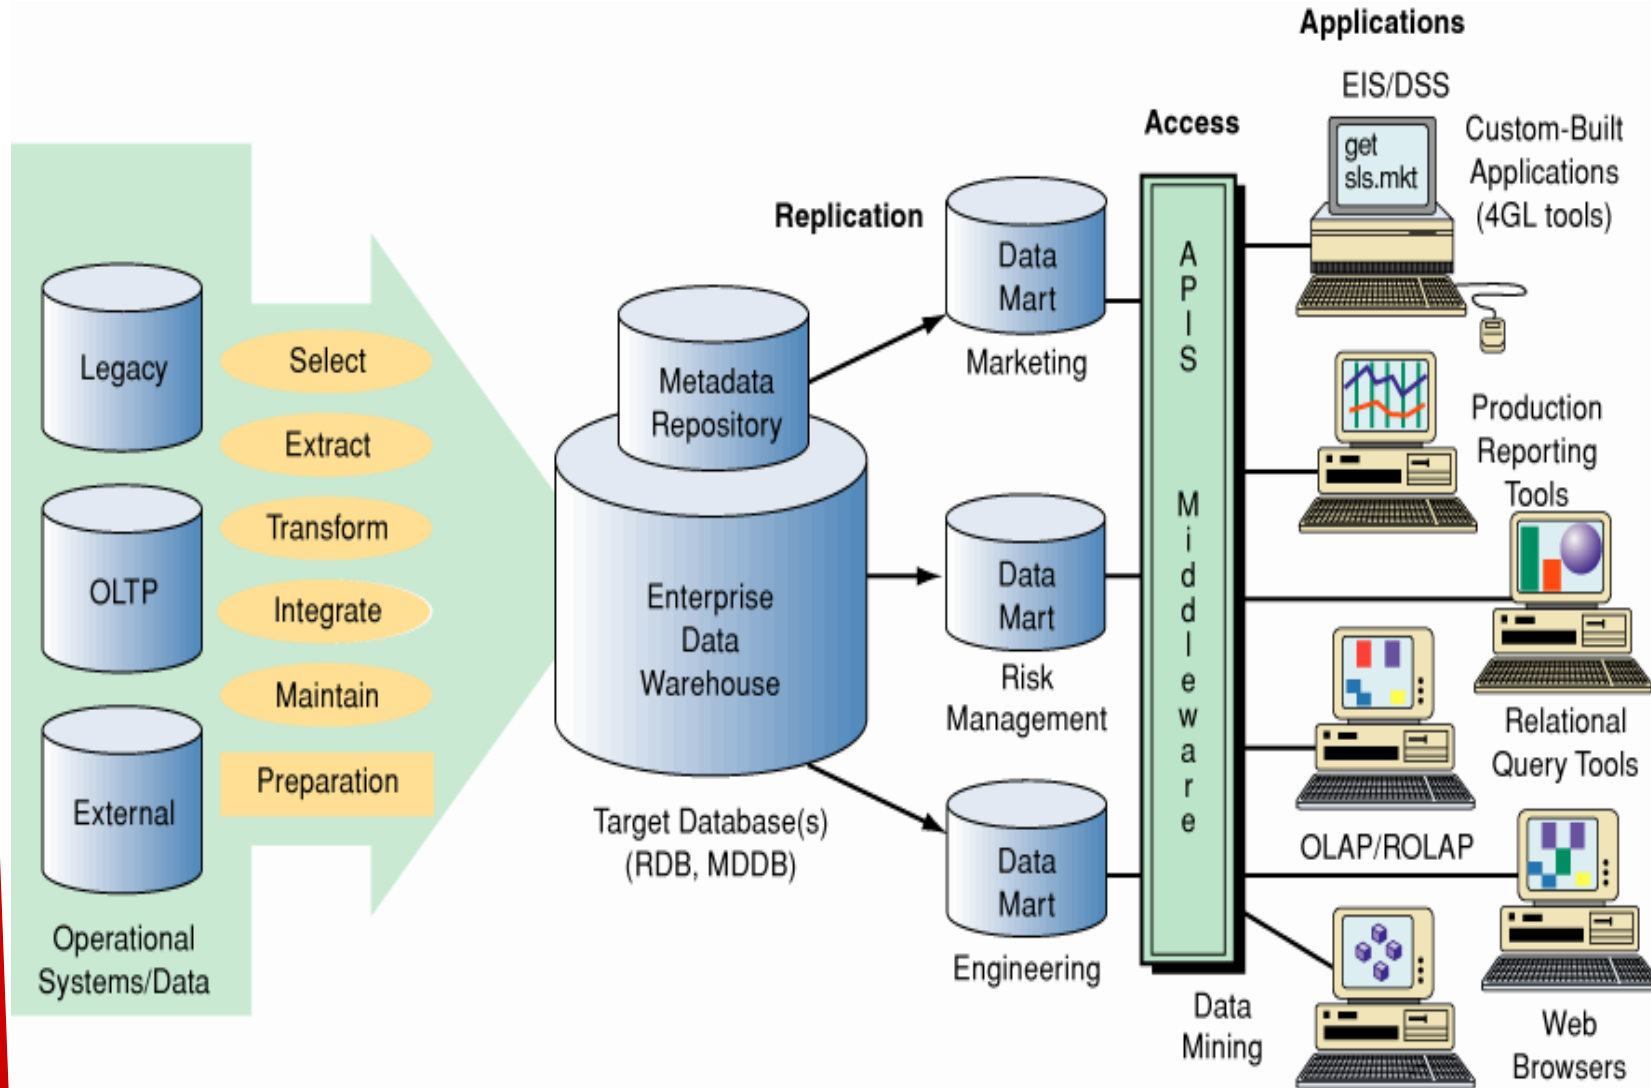 Applications
EIS/DSS
Custom-Built
Applications
(4GL tools)
get
sls.mkt
Access
Replication
Data
Mart
Marketing
APIS
Middleware
Legacy
OLTP
External
Operational
Systems/Data
Select
Extract
Transform
Integrate
Maintain
Preparation
Metadata
Repository
Enterprise
Data
Warehouse
Target Database(s)
(RDB, MDDB)
Data
Mart
Risk
Management
Data
Mart
Engineering
Production
Reporting
Tools
Relational
Query Tools
OLAP/ROLAP
Web
Browsers
Data
Mining